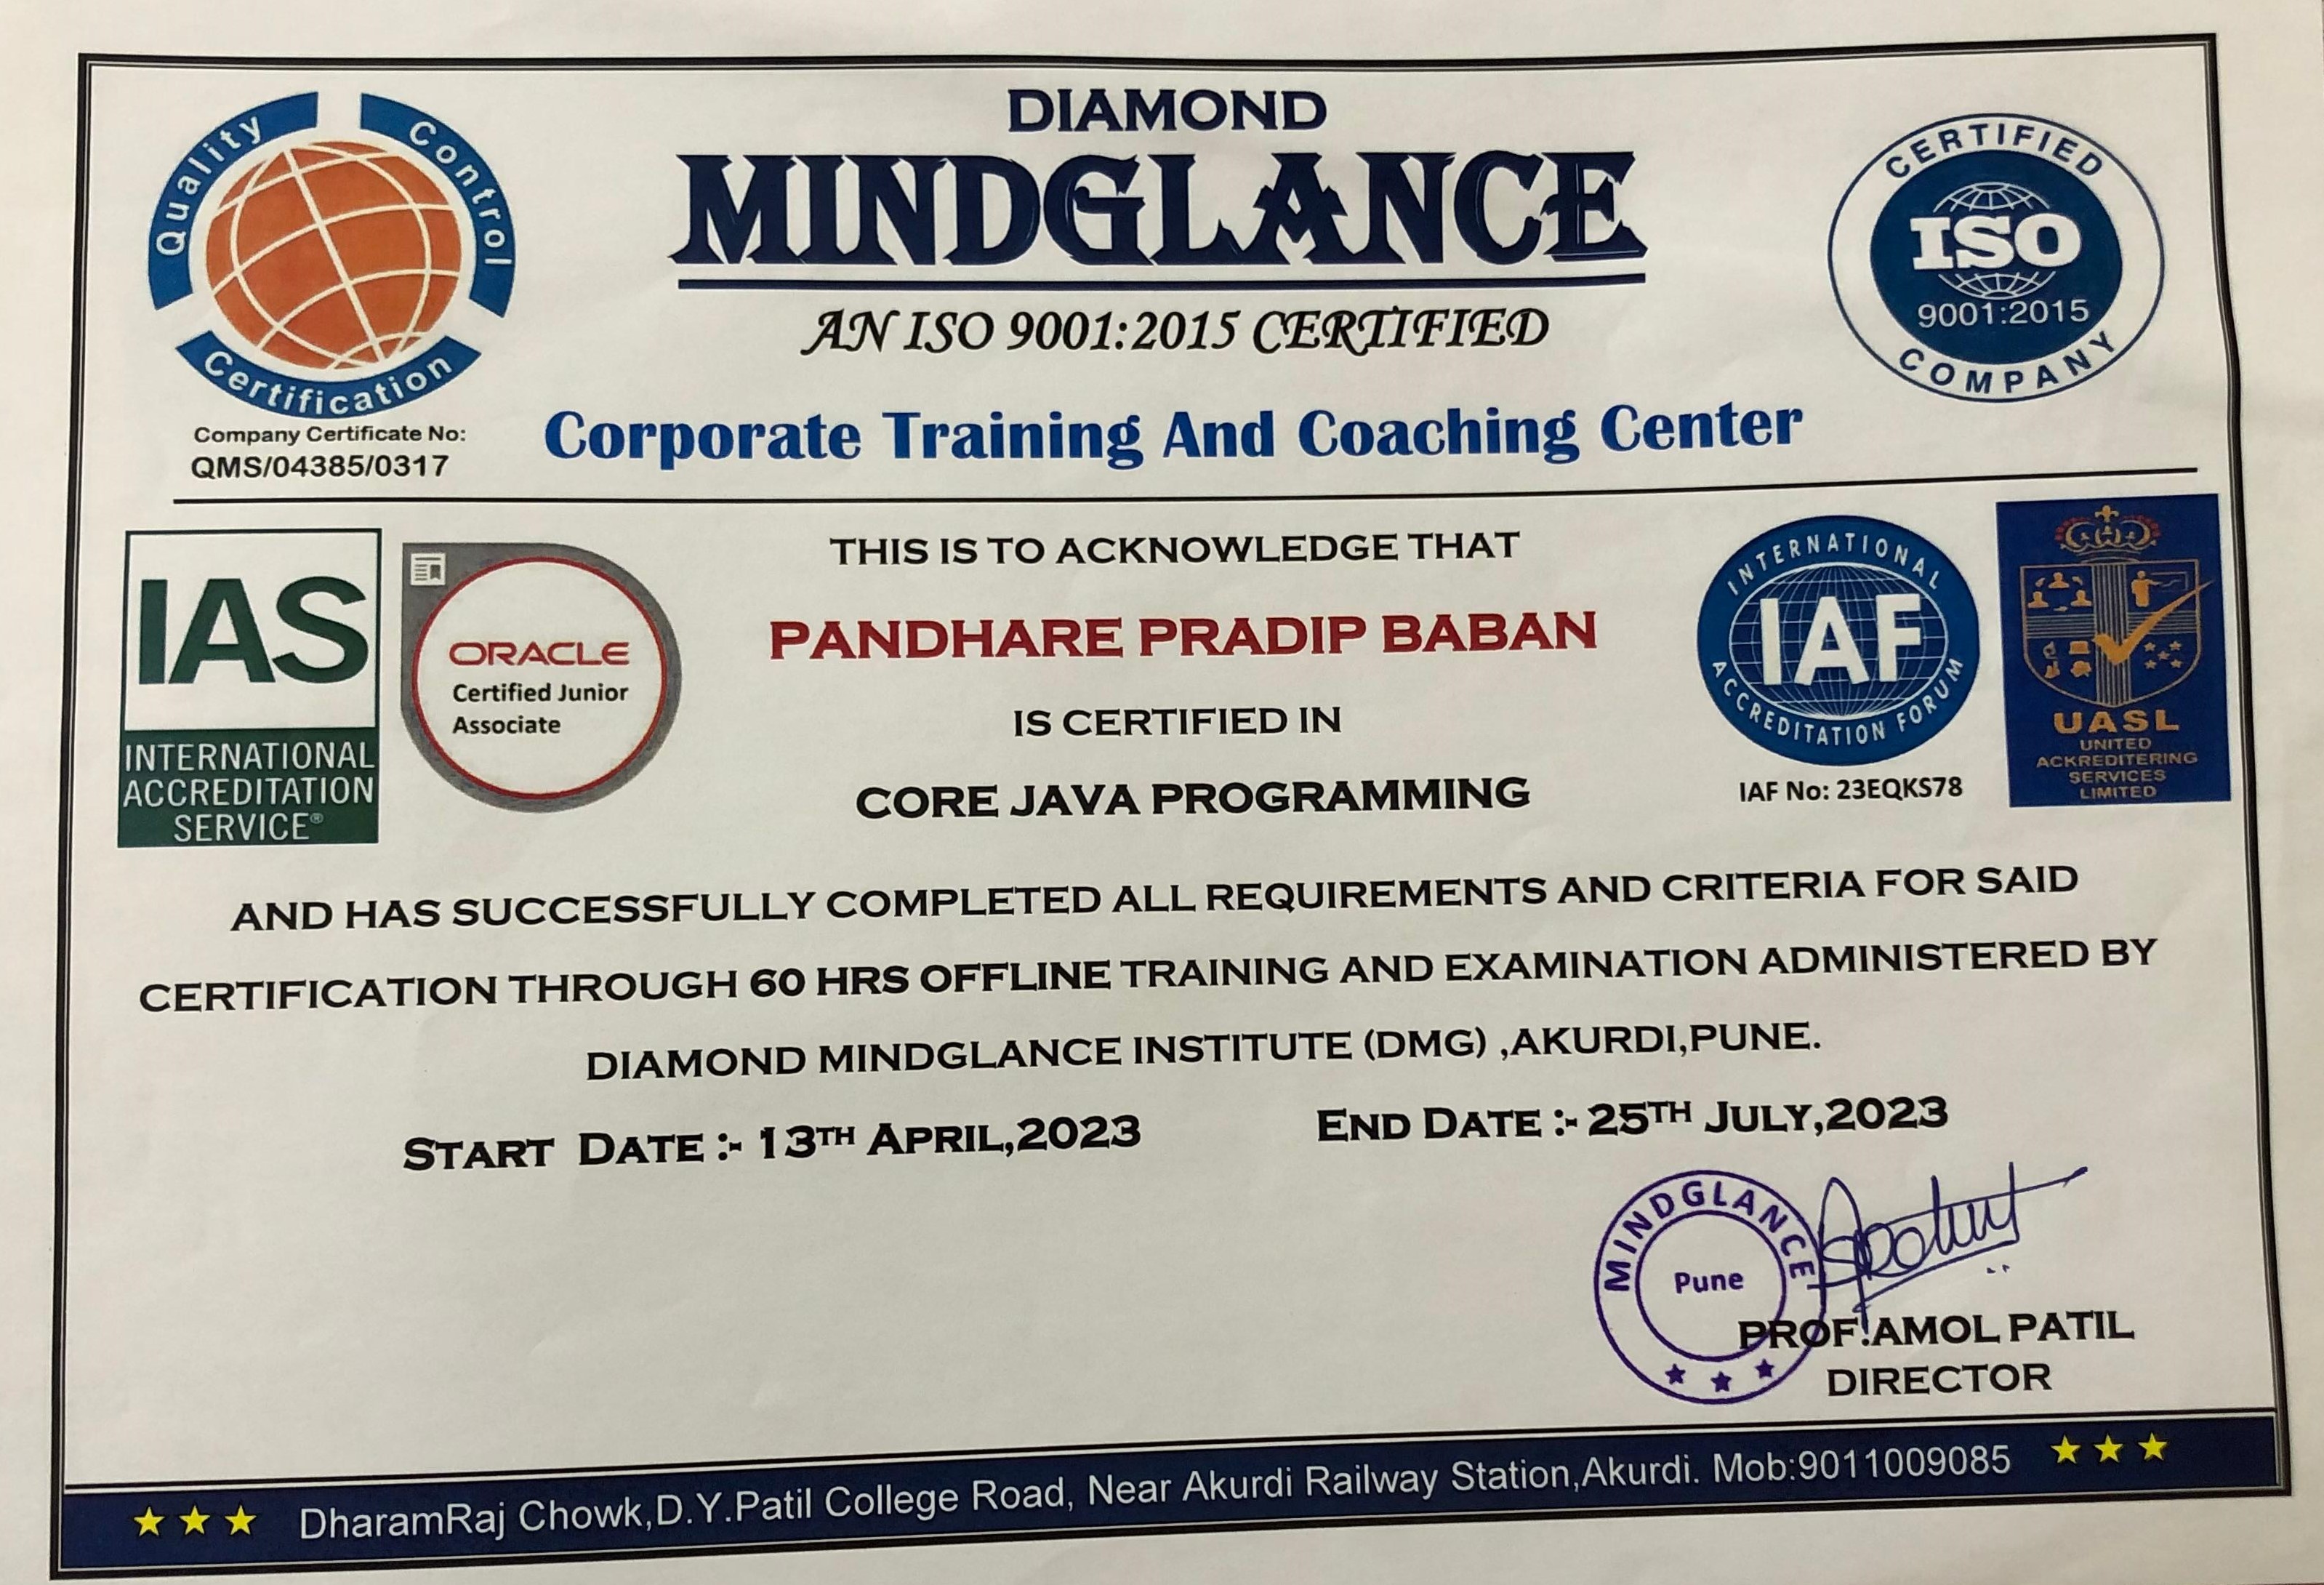 DIAMOND
MINDGLANCE
AN ISO 9001:2015 CERTIFIED
Corporate Training And Coaching Center
Quality Control Certification
Company Certificate No:
QMS/04385/0317
CERTIFIED
ISO
9001:2015
COMPANY
IAS
INTERNATIONAL
ACCREDITATION
SERVICE®
ORACLE
Certified Junior
Associate
THIS IS TO ACKNOWLEDGE THAT
PANDHARE PRADIP BABAN
IS CERTIFIED IN
CORE JAVA PROGRAMMING
INTERNATIONAL
IAF
ACCREDITATION FORUM
IAF No: 23EQKS78
UASL
UNITED
ACKREDITERING
SERVICES
LIMITED
AND HAS SUCCESSFULLY COMPLETED ALL REQUIREMENTS AND CRITERIA FOR SAID
CERTIFICATION THROUGH 60 HRS OFFLINE TRAINING AND EXAMINATION ADMINISTERED BY
DIAMOND MINDGLANCE INSTITUTE (DMG) ,AKURDI,PUNE.
START DATE :- 13TH APRIL,2023 END DATE :- 25TH JULY,2023
MINDGLANCE
Pune
PROF.AMOL PATIL
DIRECTOR
DharamRaj Chowk,D.Y.Patil College Road, Near Akurdi Railway Station,Akurdi. Mob:9011009085